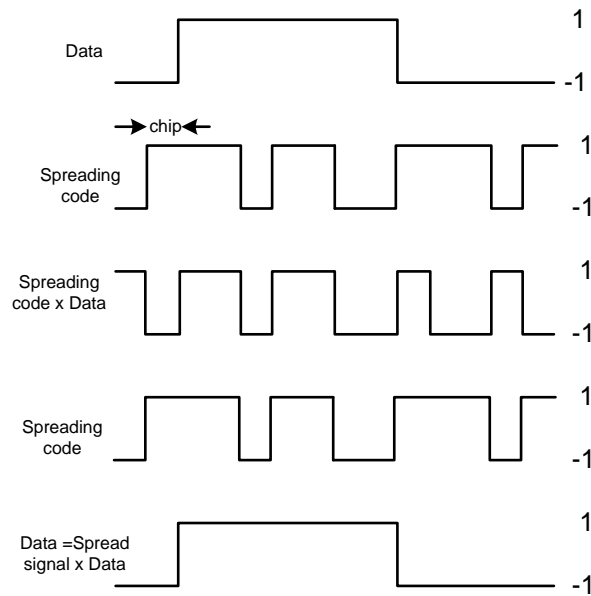 1
Data
-1
chip
1
Spreading
code
-1
1
Spreading
code x Data
-1
1
Spreading
code
-1
1
Data =Spread
signal x Data
-1